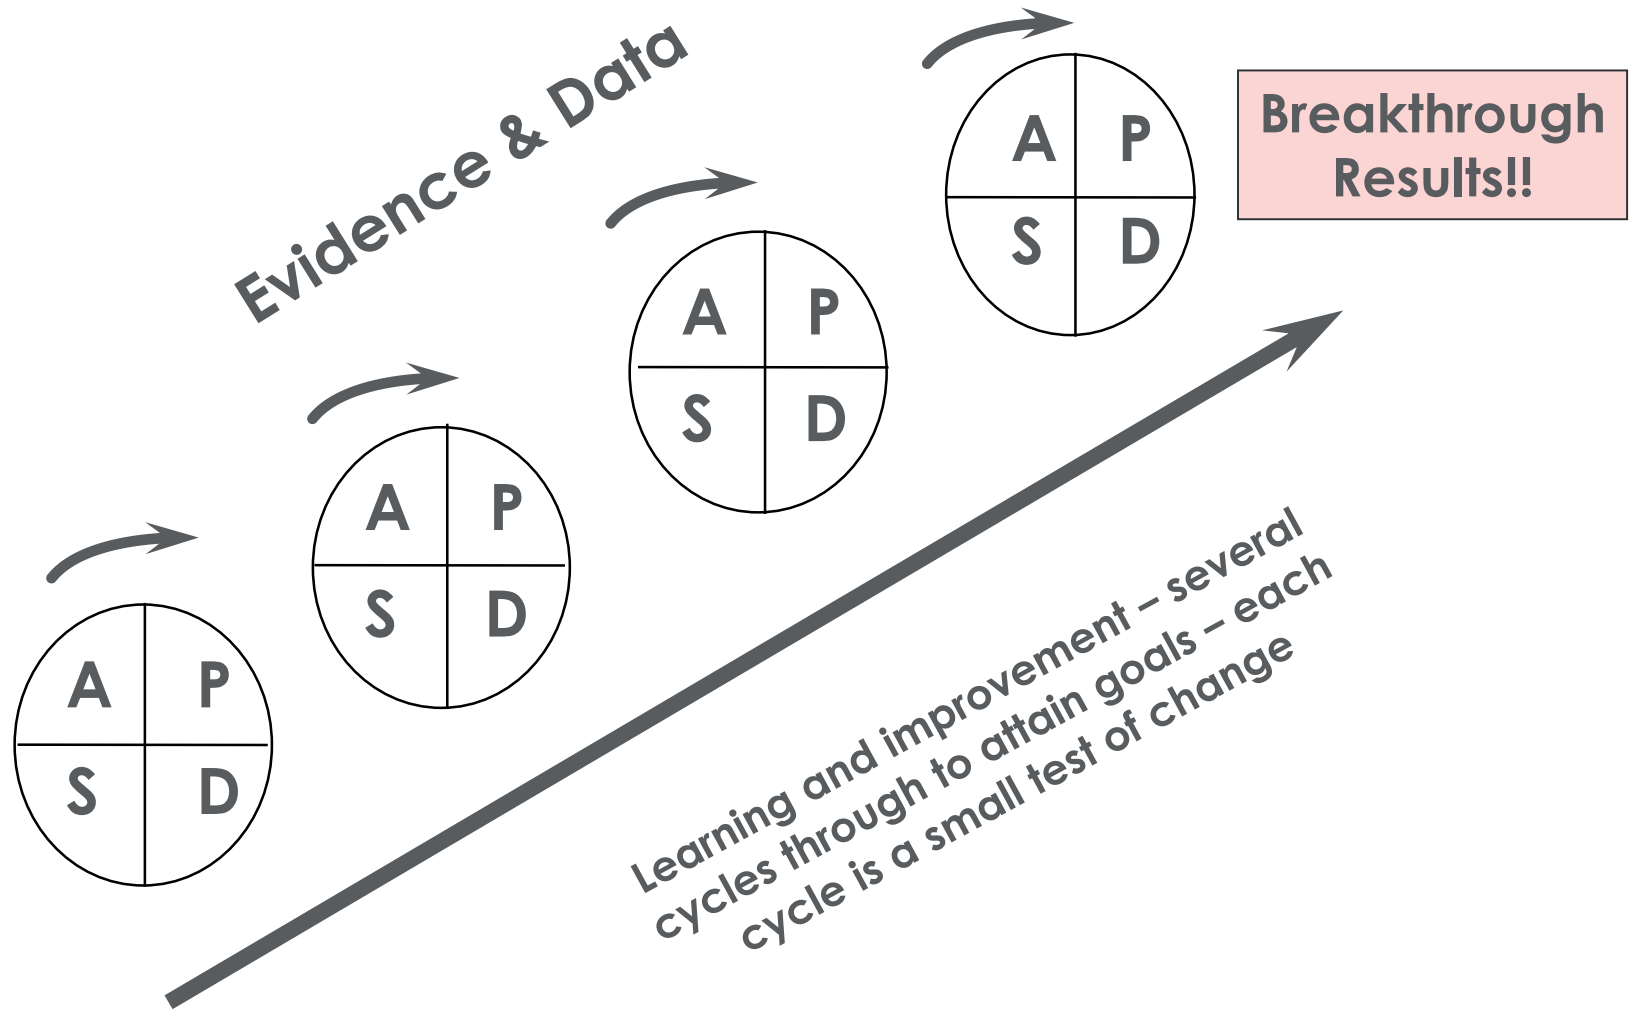 Evidence & Data
Breakthrough
Results!!
A P
S D
A P
S D
A P
S D
A P
S D
Learning and improvement – several
cycles through to attain goals – each
cycle is a small test of change